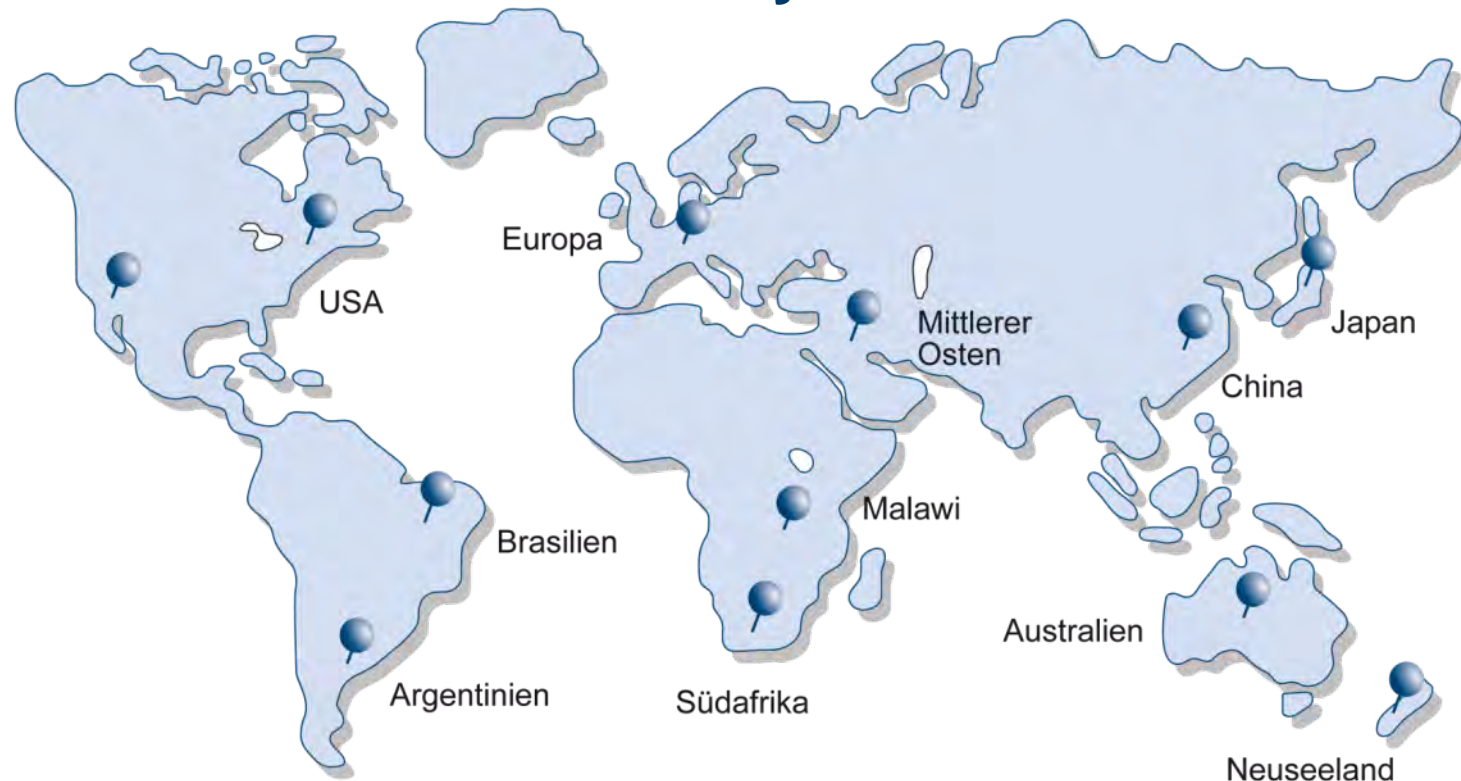 Europa
USA
Mittlerer
Osten
Japan
China
Malawi
Brasilien
Australien
Argentinien
Südafrika
Neuseeland